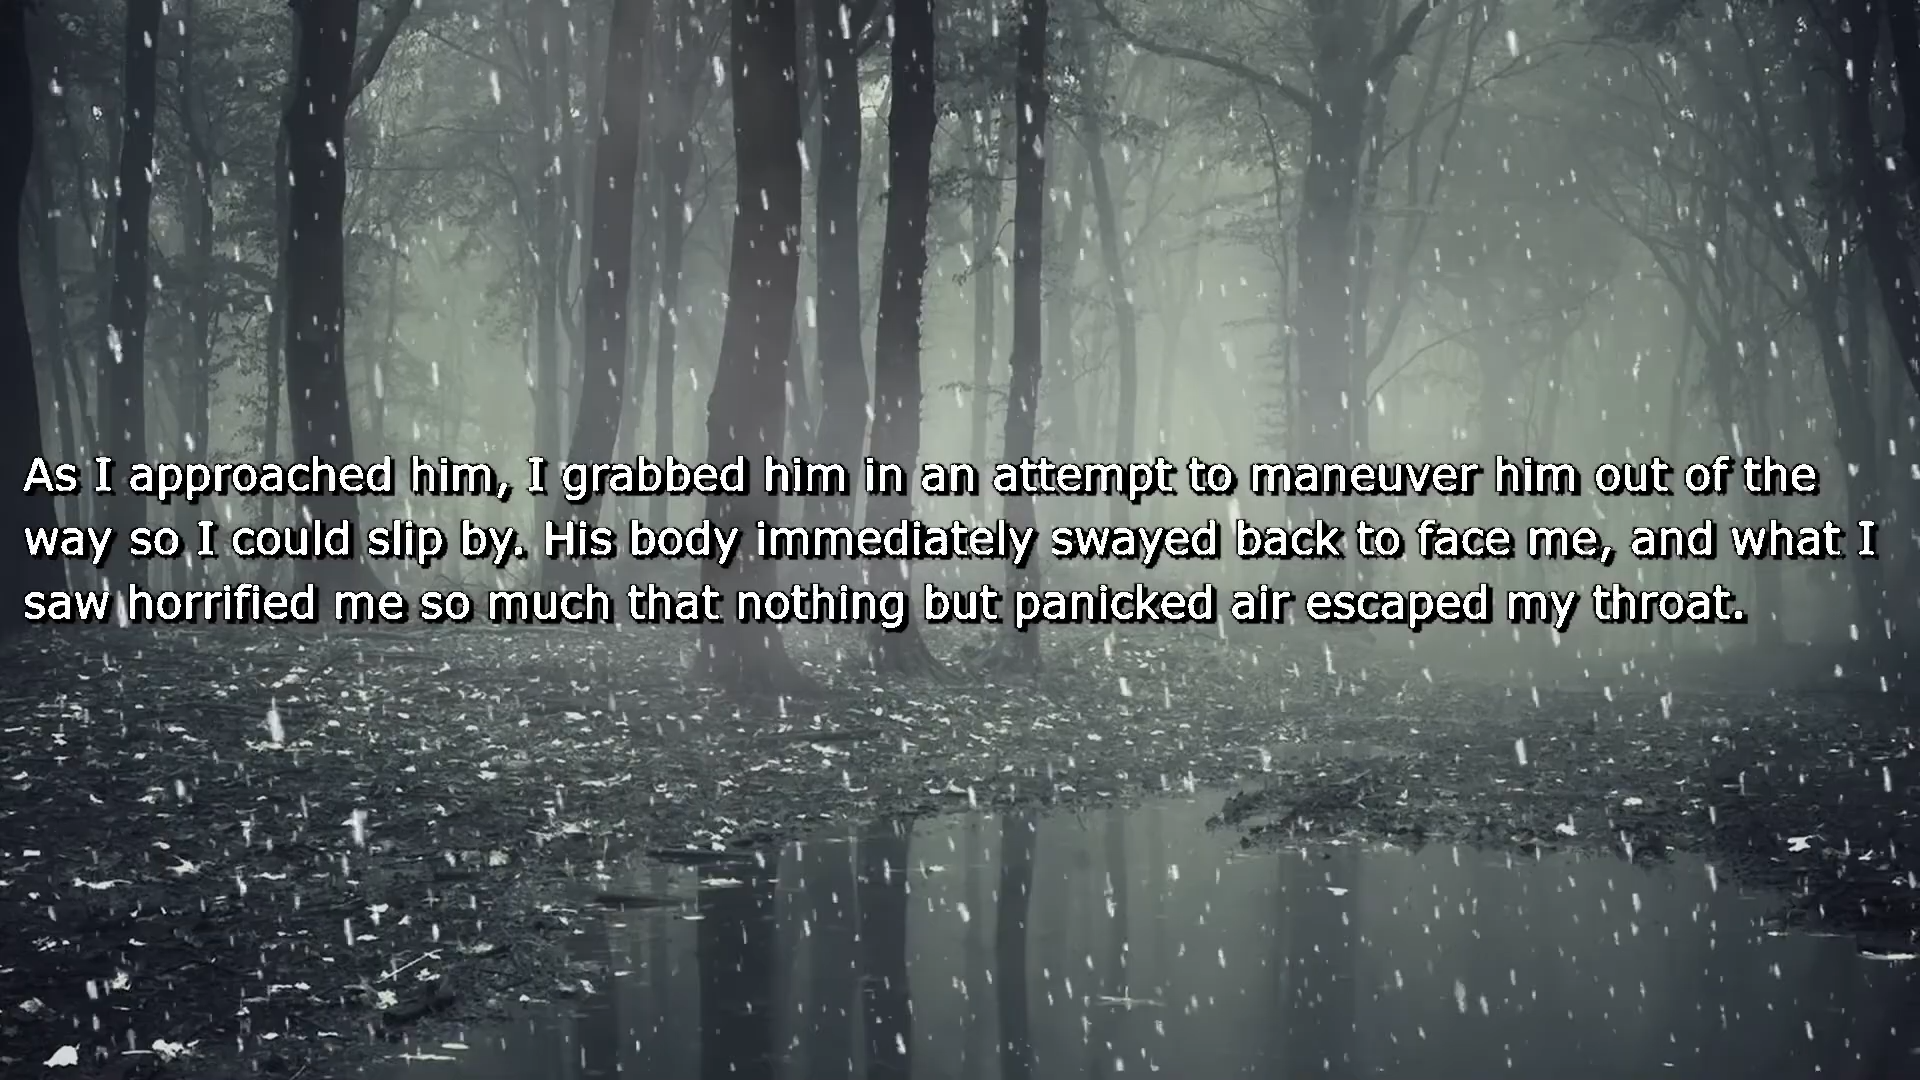 As I approached him, I grabbed him in an attempt to maneuver him out of the
way so I could slip by. His body immediately swayed back to face me, and what I
saw horrified me so much that nothing but panicked air escaped my throat.